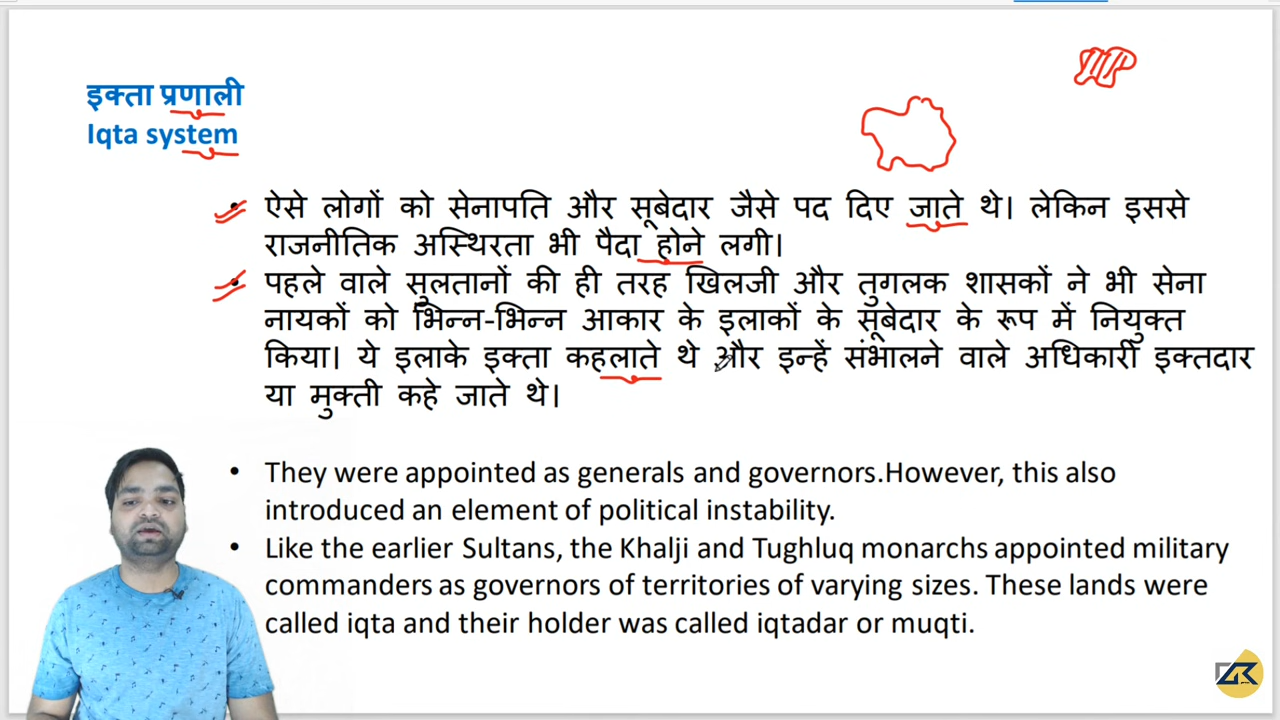 इक्ता प्रणाली
Iqta system
• ऐसे लोगों को सेनापति और सूबेदार जैसे पद दिए जाते थे। लेकिन इससे
राजनीतिक अस्थिरता भी पैदा होने लगी।
• पहले वाले सुलतानों की ही तरह खिलजी और तुगलक शासकों ने भी सेना
नायकों को भिन्न-भिन्न आकार के इलाकों के सूबेदार के रूप में नियुक्त
किया। ये इलाके इक्ता कहलाते थे और इन्हें संभालने वाले अधिकारी इक्तदार
या मुक्ती कहे जाते थे।
• They were appointed as generals and governors.However, this also
introduced an element of political instability.
• Like the earlier Sultans, the Khalji and Tughluq monarchs appointed military
commanders as governors of territories of varying sizes. These lands were
called iqta and their holder was called iqtadar or muqti.